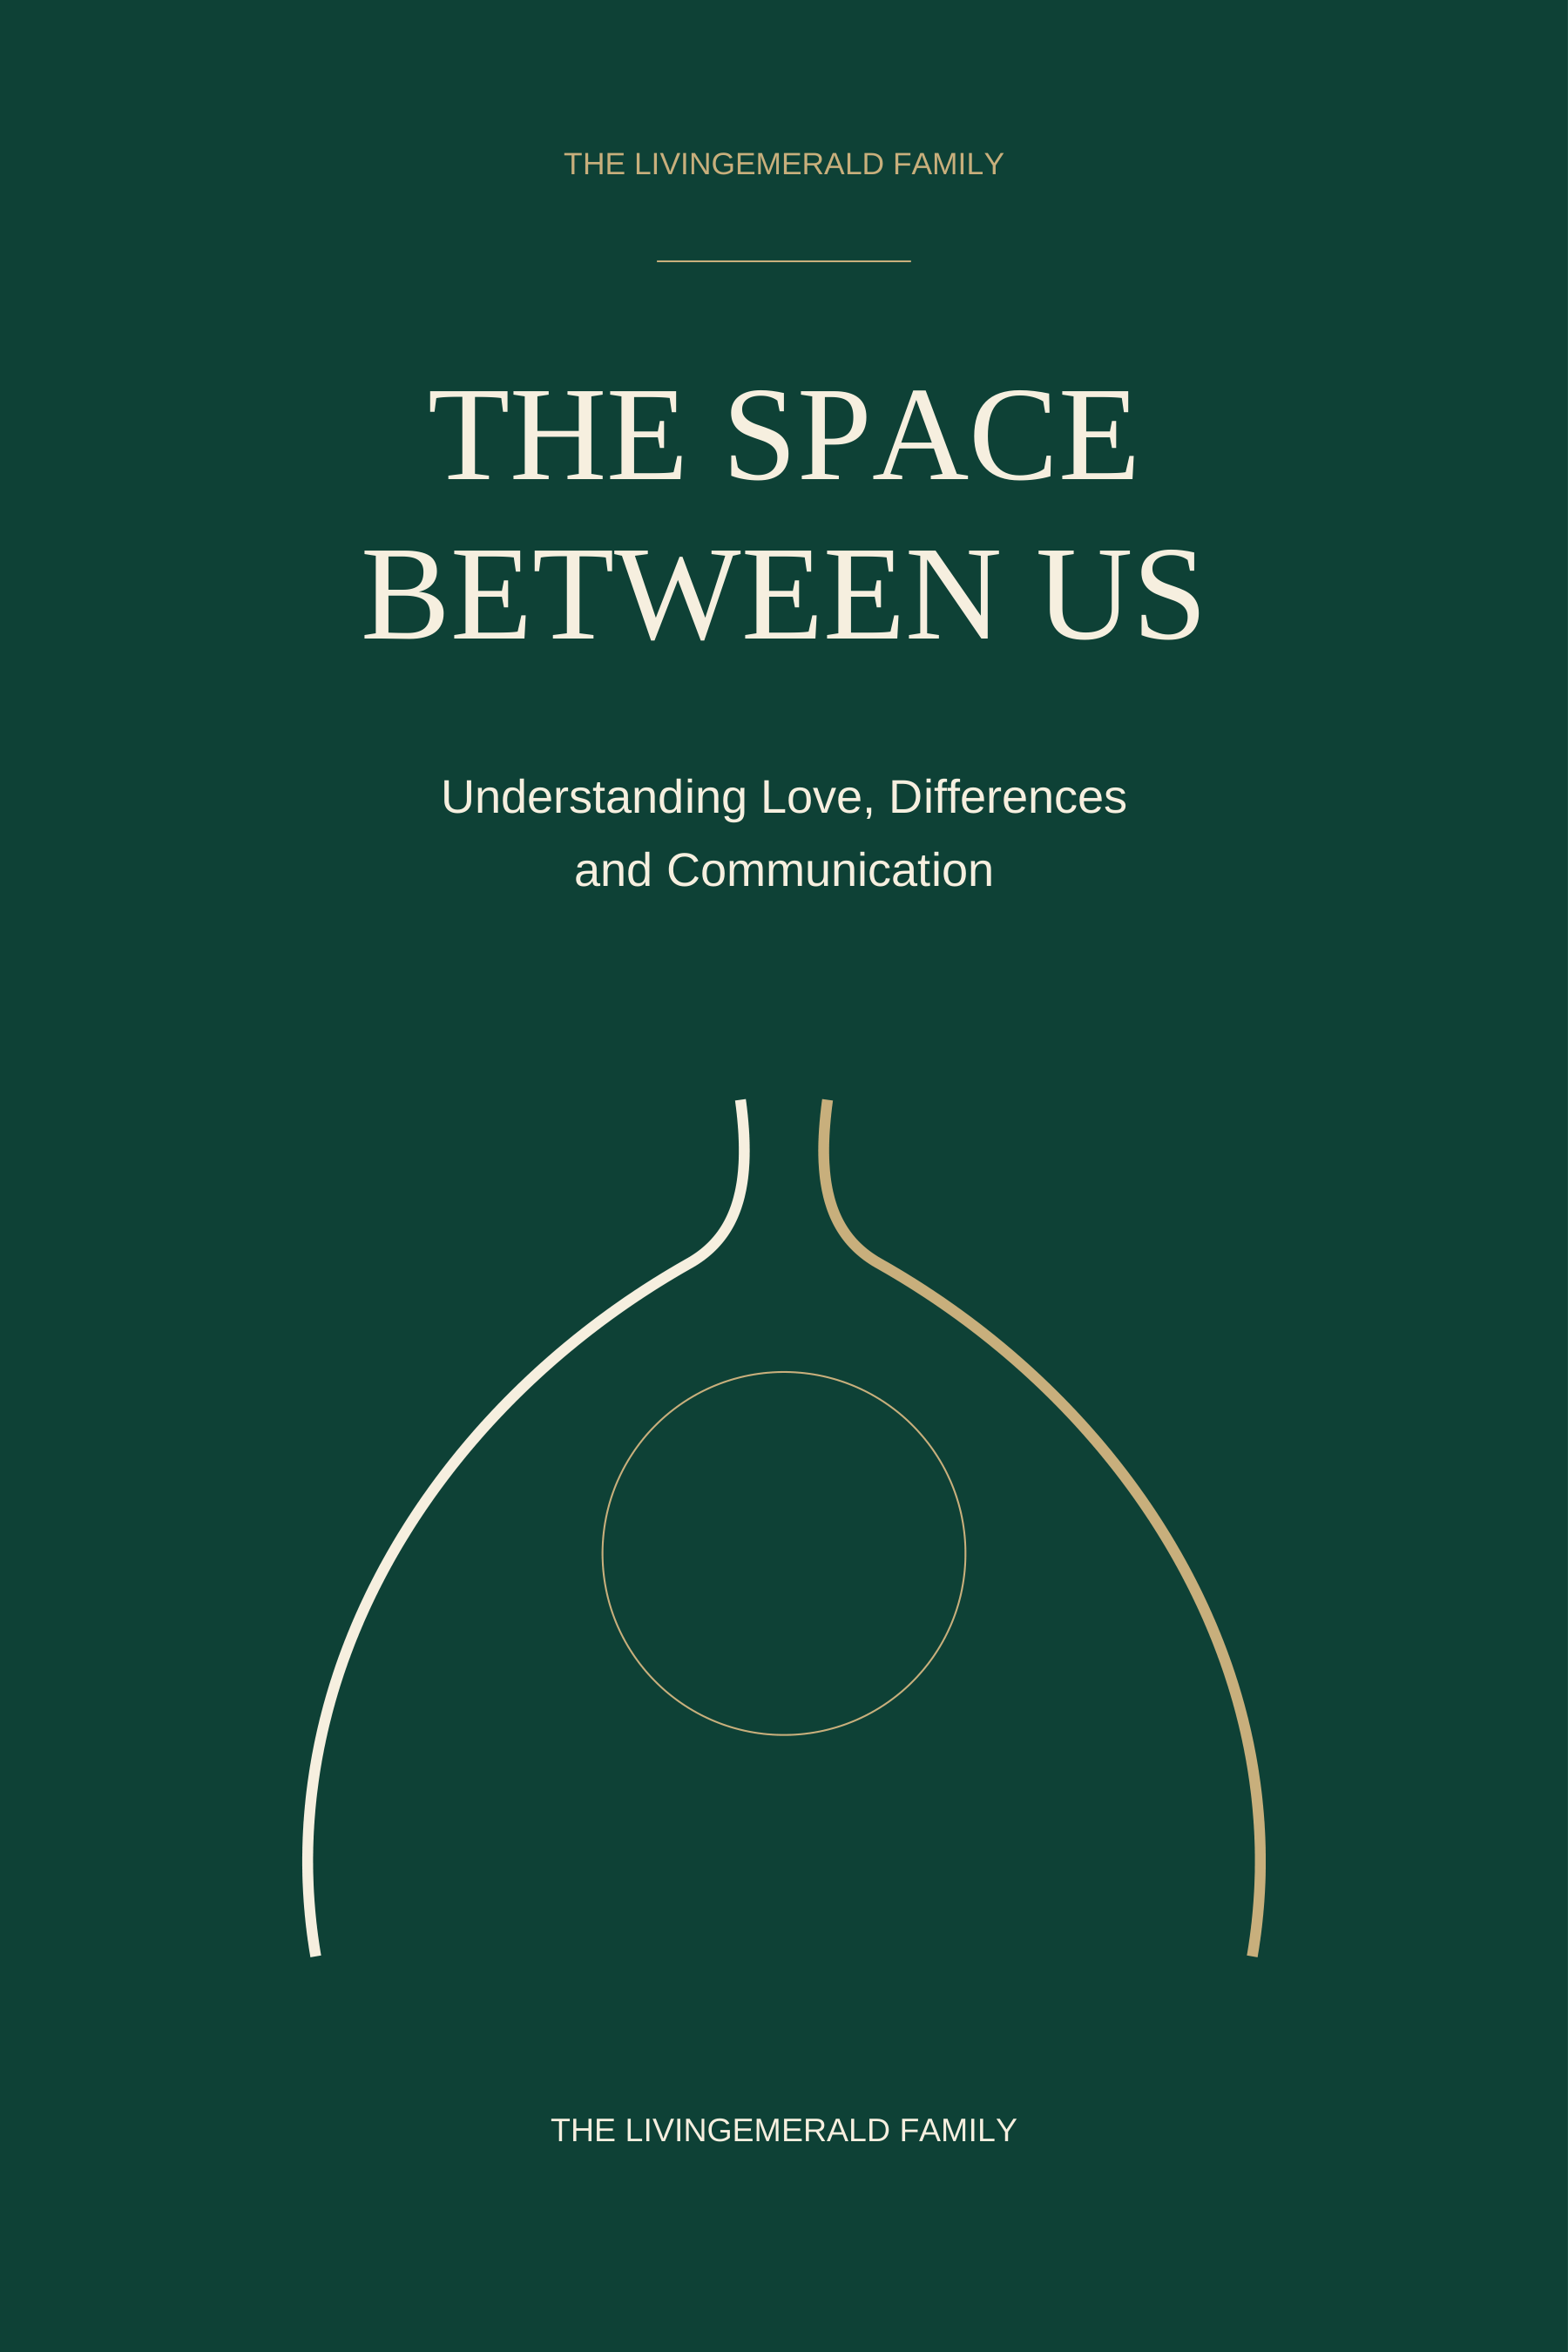 THE LIVINGEMERALD FAMILY
THE SPACE
BETWEEN US
Understanding Love, Differences
and Communication
THE LIVINGEMERALD FAMILY